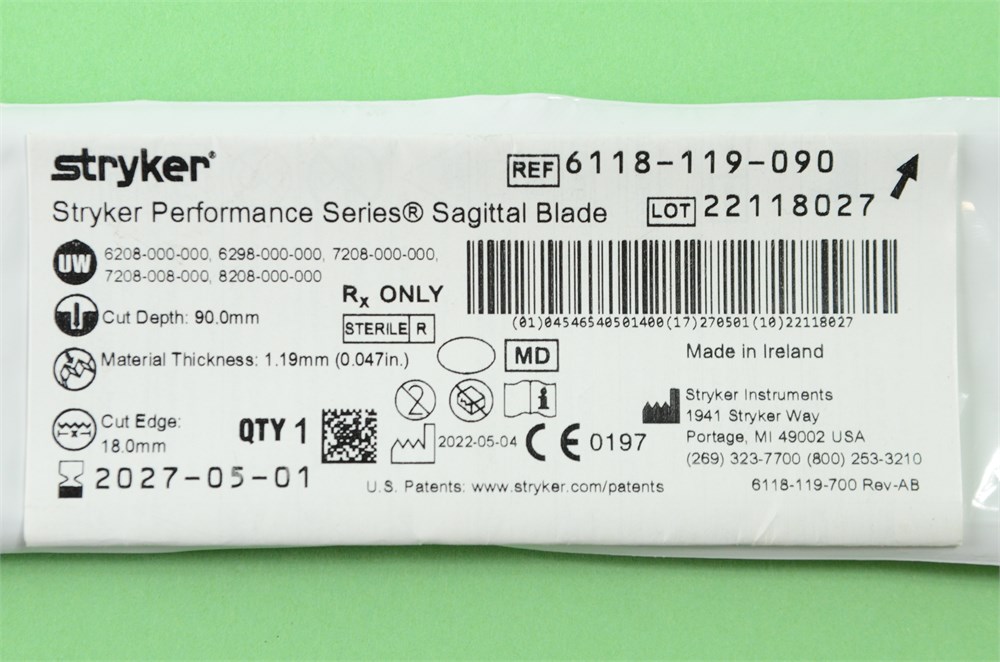 stryker®
REF 6118-119-090
Stryker Performance Series® Sagittal Blade
LOT 22118027
UW
6208-000-000, 6298-000-000, 7208-000-000,
7208-008-000, 8208-000-000
Rx ONLY
(01)04546540501400(17)270501(10)22118027
Cut Depth: 90.0mm
STERILE R
Material Thickness: 1.19mm (0.047in.)
MD
Made in Ireland
2
i
Stryker Instruments
1941 Stryker Way
Portage, MI 49002 USA
(269) 323-7700 (800) 253-3210
Cut Edge:
18.0mm
QTY 1
2022-05-04
CE 0197
2027-05-01
U.S. Patents: www.stryker.com/patents
6118-119-700 Rev-AB